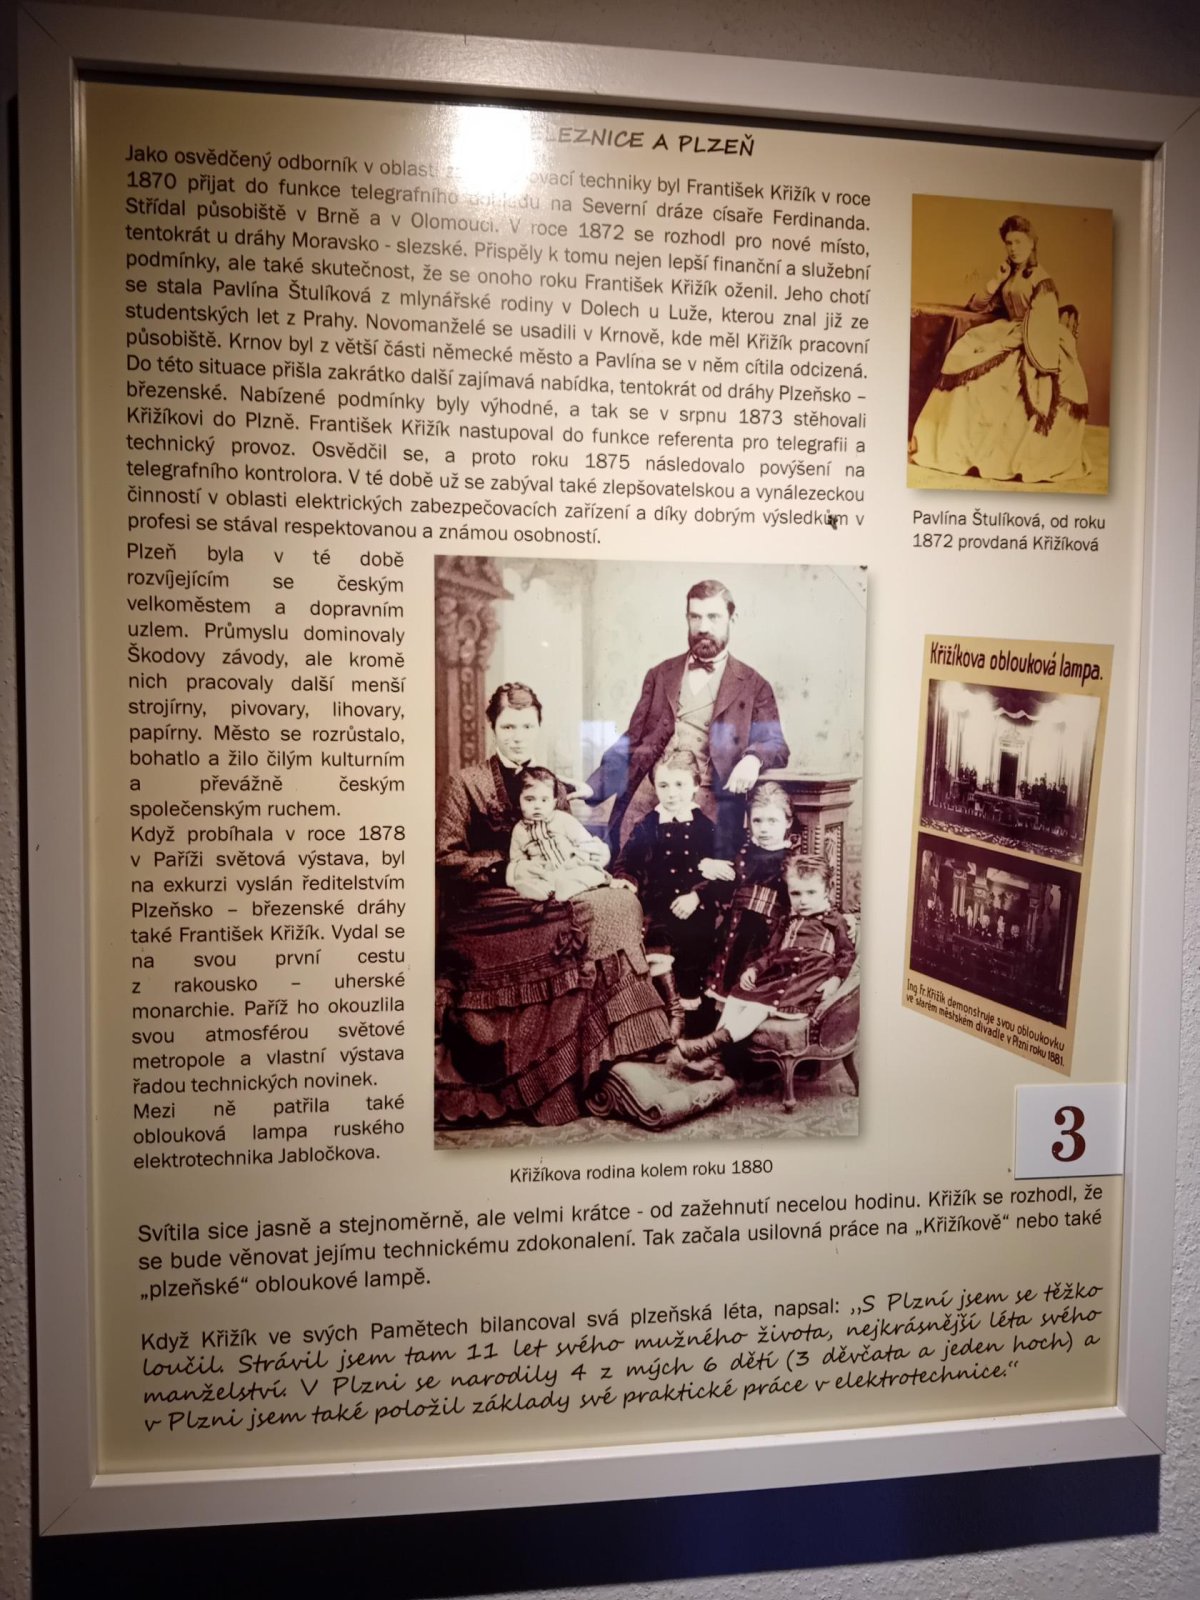 ELEZNICE A PLZEŇ
Jako osvědčený odborník v oblasti techniky byl František Křižík v roce
1870 přijat do funkce telegrafního na Severní dráze císaře Ferdinanda.
Střídal působiště v Brně a v Olomouci. V roce 1872 se rozhodl pro nové místo,
tentokrát u dráhy Moravsko - slezské. Přispěly k tomu nejen lepší finanční a služební
podmínky, ale také skutečnost, že se onoho roku František Křižík oženil. Jeho chotí
se stala Pavlína Štulíková z mlynářské rodiny v Dolech u Luže, kterou znal již ze
studentských let z Prahy. Novomanželé se usadili v Krnově, kde měl Křižík pracovní
působiště. Krnov byl z větší části německé město a Pavlína se v něm cítila odcizená.
Do této situace přišla zakrátko další zajímavá nabídka, tentokrát od dráhy Plzeňsko –
březenské. Nabízené podmínky byly výhodné, a tak se v srpnu 1873 stěhovali
Křižíkovi do Plzně. František Křižík nastupoval do funkce referenta pro telegrafii a
technický provoz. Osvědčil se, a proto roku 1875 následovalo povýšení na
telegrafního kontrolora. V té době už se zabýval také zlepšovatelskou a vynálezeckou
činností v oblasti elektrických zabezpečovacích zařízení a díky dobrým výsledkům v
profesi se stával respektovanou a známou osobností.
Plzeň byla v té době
rozvíjejícím se českým
velkoměstem a dopravním
uzlem. Průmyslu dominovaly
Škodovy závody, ale kromě
nich pracovaly další menší
strojírny, pivovary, lihovary,
papírny. Město se rozrůstalo,
bohatlo a žilo čilým kulturním
a převážně českým
společenským ruchem.
Když probíhala v roce 1878
v Paříži světová výstava, byl
na exkurzi vyslán ředitelstvím
Plzeňsko – březenské dráhy
také František Křižík. Vydal se
na svou první cestu
z rakousko – uherské
monarchie. Paříž ho okouzlila
svou atmosférou světové
metropole a vlastní výstava
řadou technických novinek.
Mezi ně patřila také
oblouková lampa ruského
elektrotechnika Jabločkova.
Pavlína Štulíková, od roku
1872 provdaná Křižíková
Křižíkova oblouková lampa.
Ing. Fr. Křižík demonstruje svou obloukovku
ve starém městském divadle v Plzni roku 1881.
3
Křižíkova rodina kolem roku 1880
Svítila sice jasně a stejnoměrně, ale velmi krátce - od zažehnutí necelou hodinu. Křižík se rozhodl, že
se bude věnovat jejímu technickému zdokonalení. Tak začala usilovná práce na „Křižíkově“ nebo také
„plzeňské“ obloukové lampě.
Když Křižík ve svých Pamětech bilancoval svá plzeňská léta, napsal: „S Plzní jsem se těžko
loučil. Strávil jsem tam 11 let svého mužného života, nejkrásnější léta svého
manželství. V Plzni se narodily 4 z mých 6 dětí (3 děvčata a jeden hoch) a
v Plzni jsem také položil základy své praktické práce v elektrotechnice.“